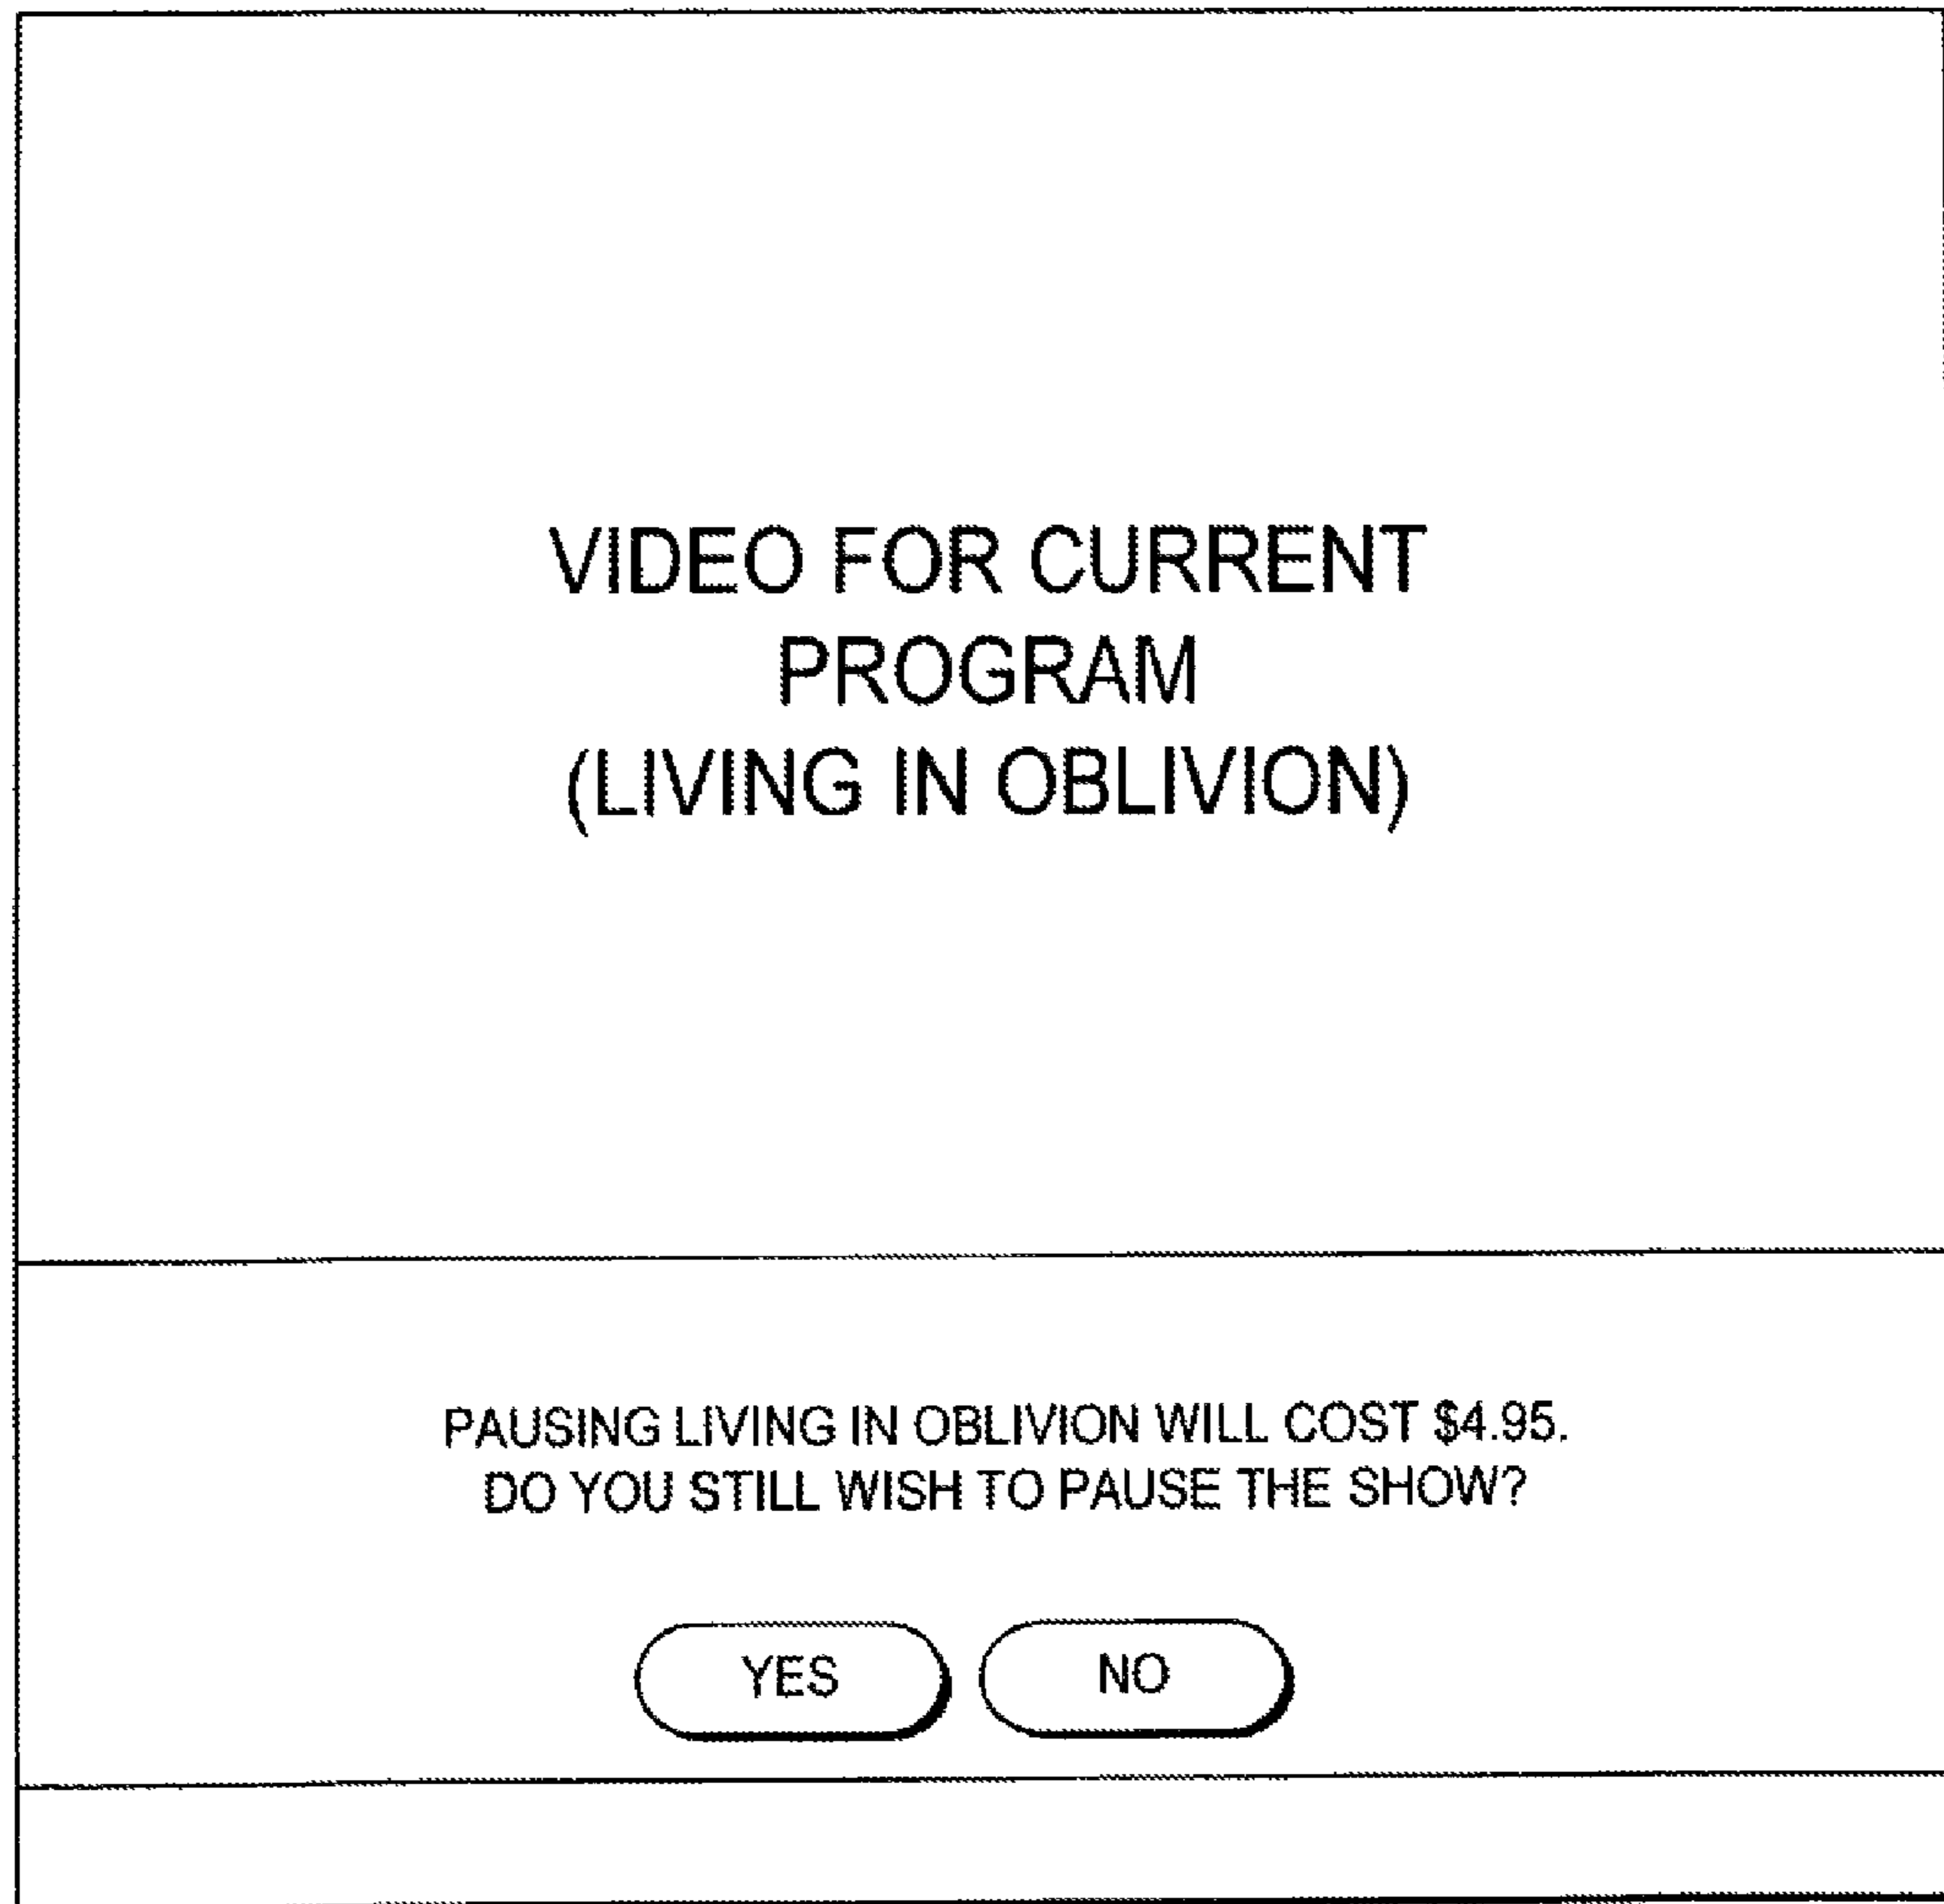 VIDEO FOR CURRENT
PROGRAM
(LIVING IN OBLIVION)
PAUSING LIVING IN OBLIVION WILL COST $4.95.
DO YOU STILL WISH TO PAUSE THE SHOW?
YES NO